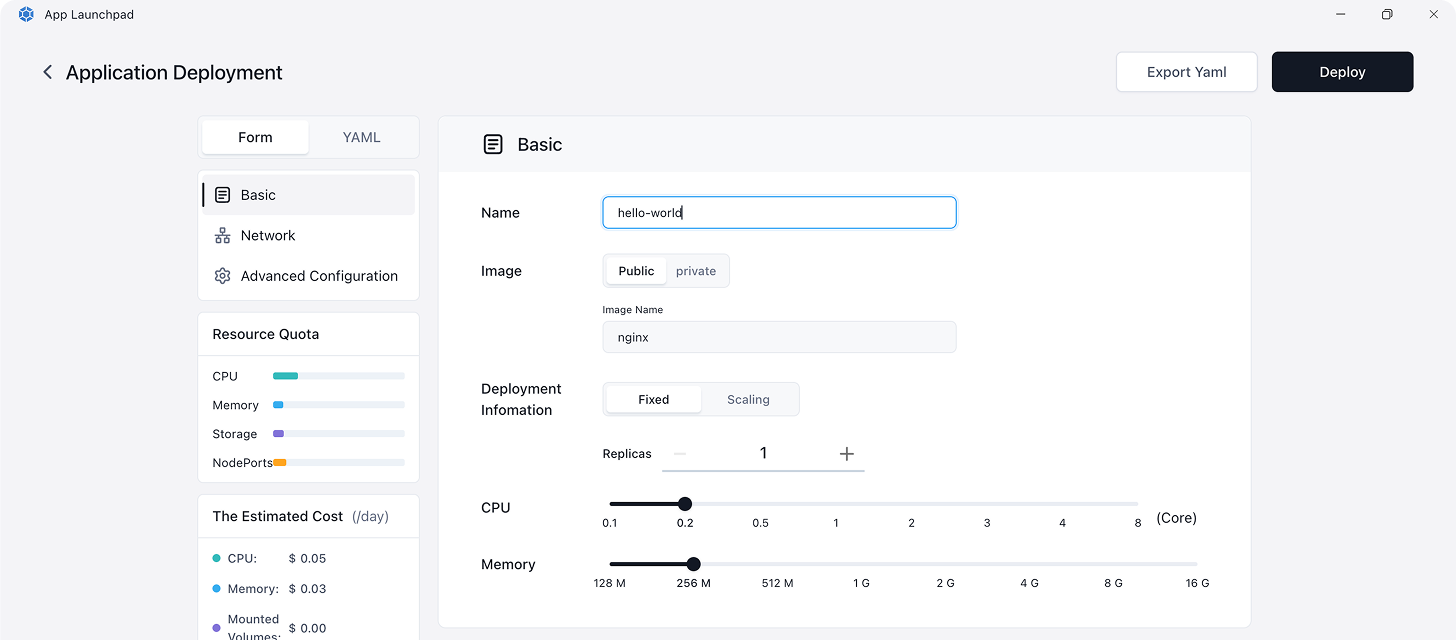 App Launchpad
Application Deployment
Export Yaml
Deploy
Form
YAML
Basic
Network
Advanced Configuration
Resource Quota
CPU
Memory
Storage
NodePorts
The Estimated Cost (/day)
CPU: $ 0.05
Memory: $ 0.03
Mounted
Volumes: $ 0.00
Basic
Name
hello-world
Image
Public
private
Image Name
nginx
Deployment
Infomation
Fixed
Scaling
Replicas
1
CPU
0.1 0.2 0.5 1 2 3 4 8 (Core)
Memory
128 M 256 M 512 M 1 G 2 G 4 G 8 G 16 G